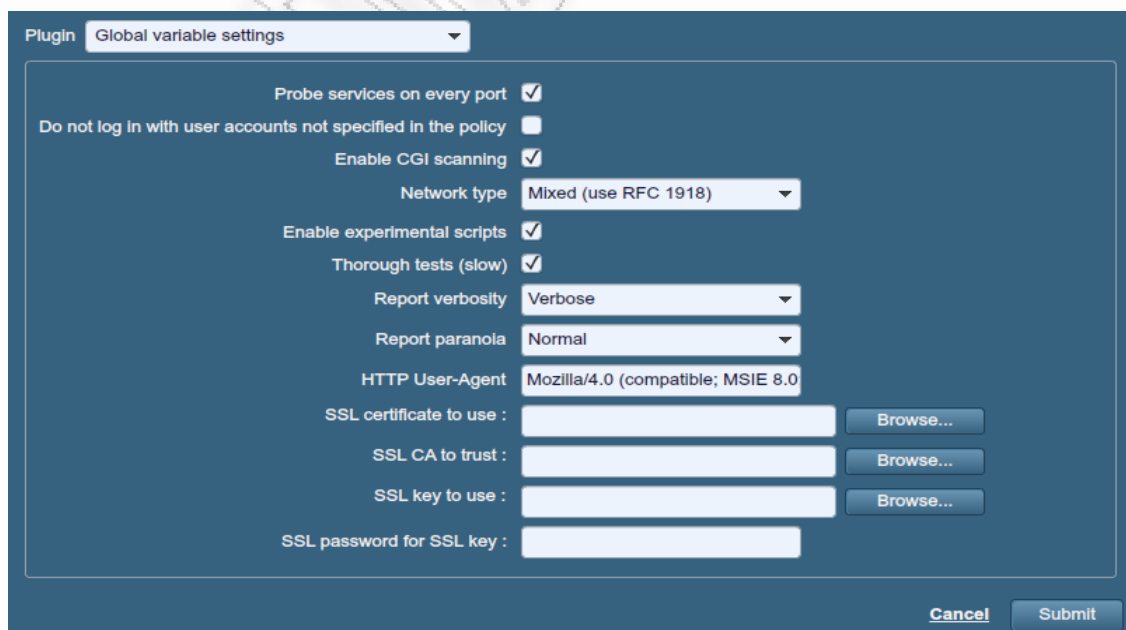 Plugin Global variable settings
Probe services on every port
Do not log in with user accounts not specified in the policy
Enable CGI scanning
Network type Mixed (use RFC 1918)
Enable experimental scripts
Thorough tests (slow)
Report verbosity Verbose
Report paranoia Normal
HTTP User-Agent Mozilla/4.0 (compatible; MSIE 8.0
SSL certificate to use : Browse...
SSL CA to trust : Browse...
SSL key to use : Browse...
SSL password for SSL key :
Cancel Submit